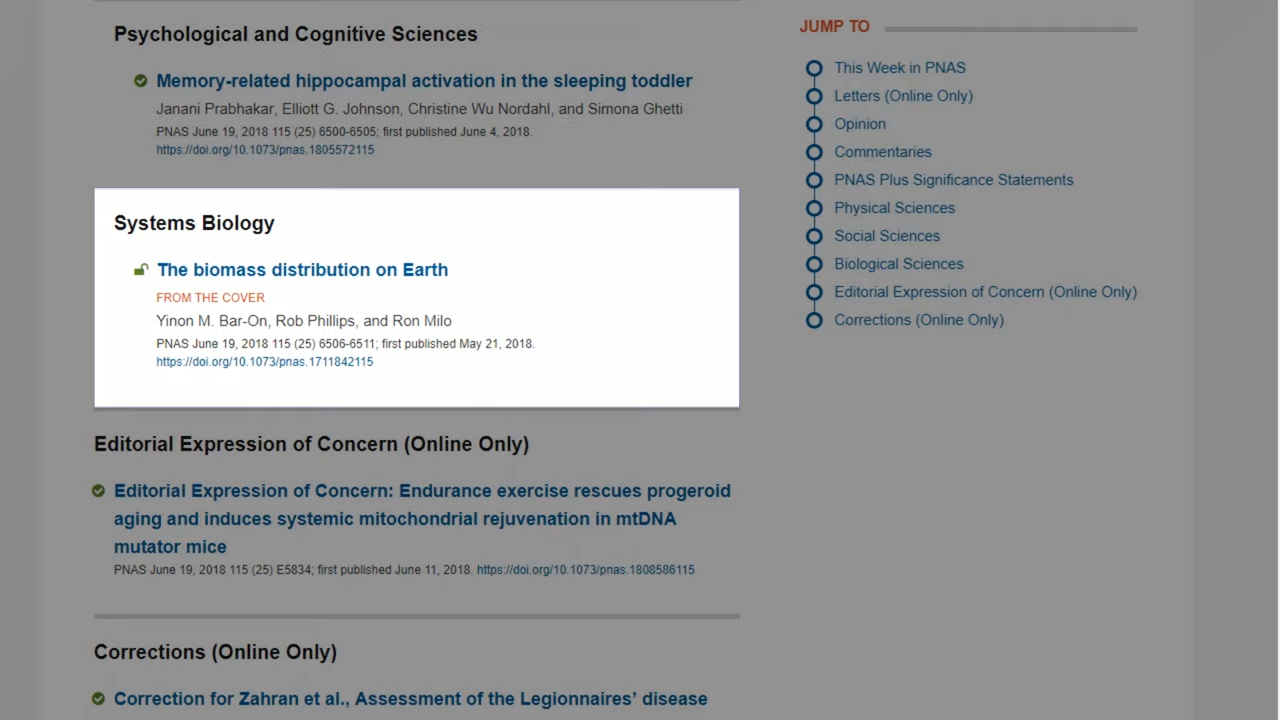 Psychological and Cognitive Sciences
Memory-related hippocampal activation in the sleeping toddler
Janani Prabhakar, Elliott G. Johnson, Christine Wu Nordahl, and Simona Ghetti
PNAS June 19, 2018 115 (25) 6500-6505; first published June 4, 2018.
https://doi.org/10.1073/pnas.1805572115
Systems Biology
The biomass distribution on Earth
FROM THE COVER
Yinon M. Bar-On, Rob Phillips, and Ron Milo
PNAS June 19, 2018 115 (25) 6506-6511; first published May 21, 2018.
https://doi.org/10.1073/pnas.1711842115
Editorial Expression of Concern (Online Only)
Editorial Expression of Concern: Endurance exercise rescues progeroid
aging and induces systemic mitochondrial rejuvenation in mtDNA
mutator mice
PNAS June 19, 2018 115 (25) E5834; first published June 11, 2018. https://doi.org/10.1073/pnas.1808586115
Corrections (Online Only)
Correction for Zahran et al., Assessment of the Legionnaires’ disease
JUMP TO
This Week in PNAS
Letters (Online Only)
Opinion
Commentaries
PNAS Plus Significance Statements
Physical Sciences
Social Sciences
Biological Sciences
Editorial Expression of Concern (Online Only)
Corrections (Online Only)